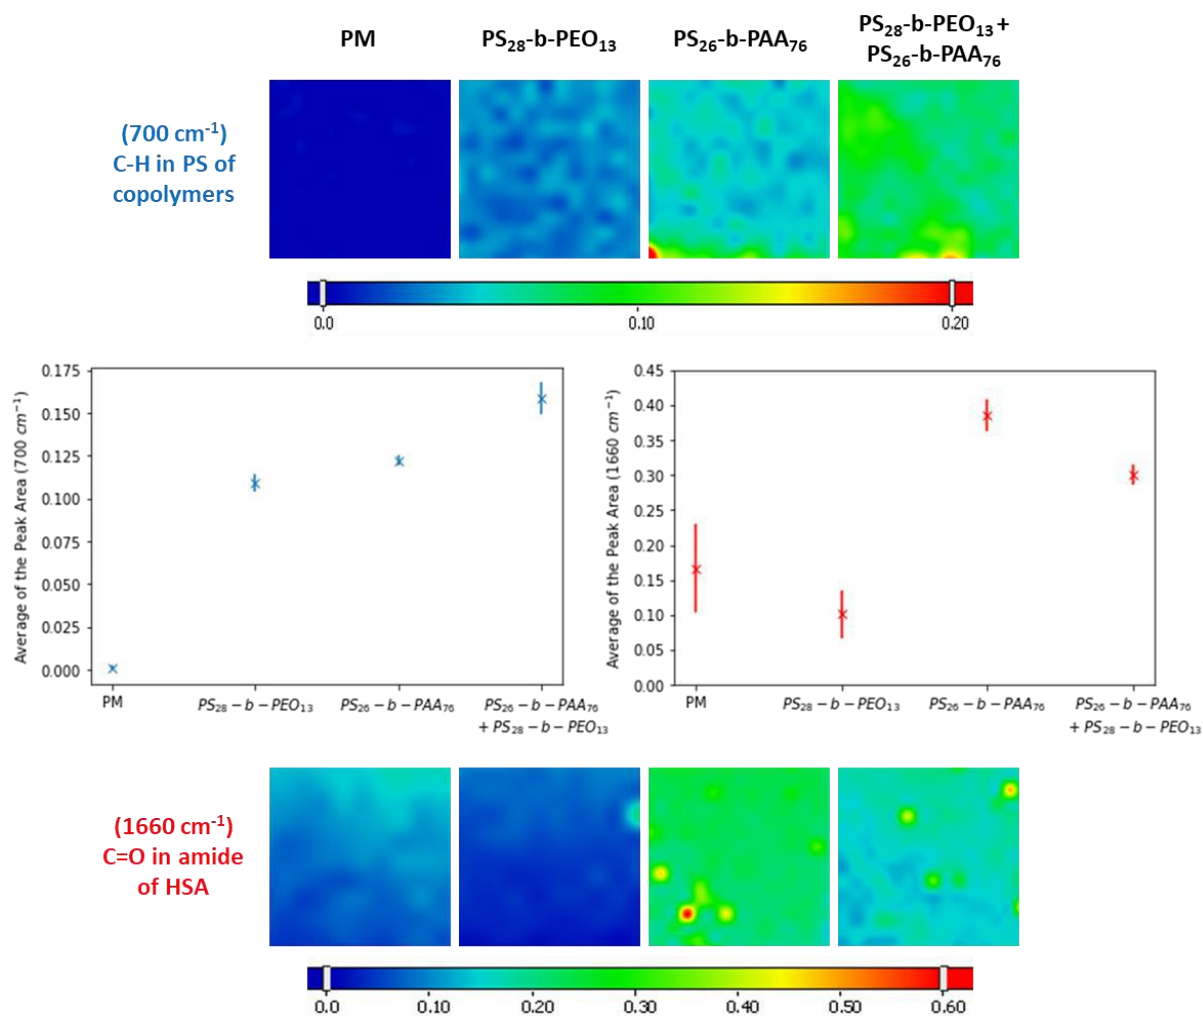 PM
PS28-b-PEO13
PS26-b-PAA76
PS28-b-PEO13 +
PS26-b-PAA76
(700 cm-1)
C-H in PS of
copolymers
0.0
0.10
0.20
Average of the Peak Area (700 cm−1)
0.175
0.150
0.125
0.100
0.075
0.050
0.025
0.000
PM
PS28 − b − PEO13
PS26 − b − PAA76
PS26 − b − PAA76
+ PS28 − b − PEO13
Average of the Peak Area (1660 cm−1)
0.45
0.40
0.35
0.30
0.25
0.20
0.15
0.10
0.05
0.00
PM
PS28 − b − PEO13
PS26 − b − PAA76
PS26 − b − PAA76
+ PS28 − b − PEO13
(1660 cm-1)
C=O in amide
of HSA
0.0
0.10
0.20
0.30
0.40
0.50
0.60